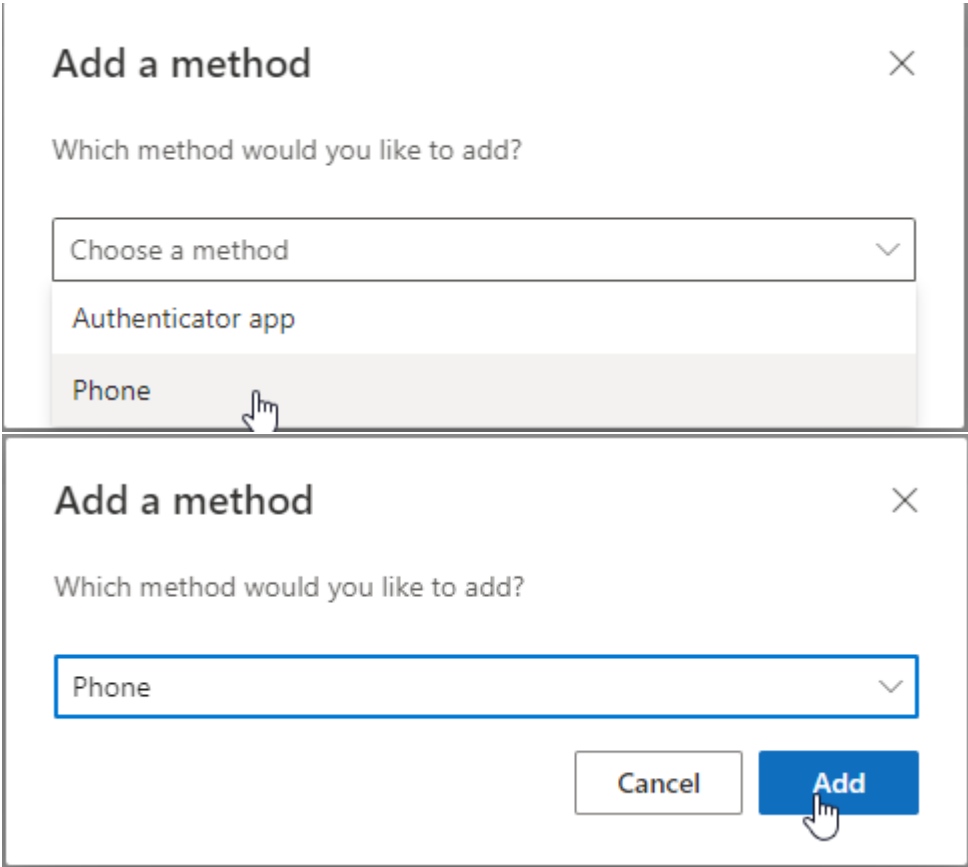 Add a method
Which method would you like to add?
Choose a method
Authenticator app
Phone
Add a method
Which method would you like to add?
Phone
Cancel
Add